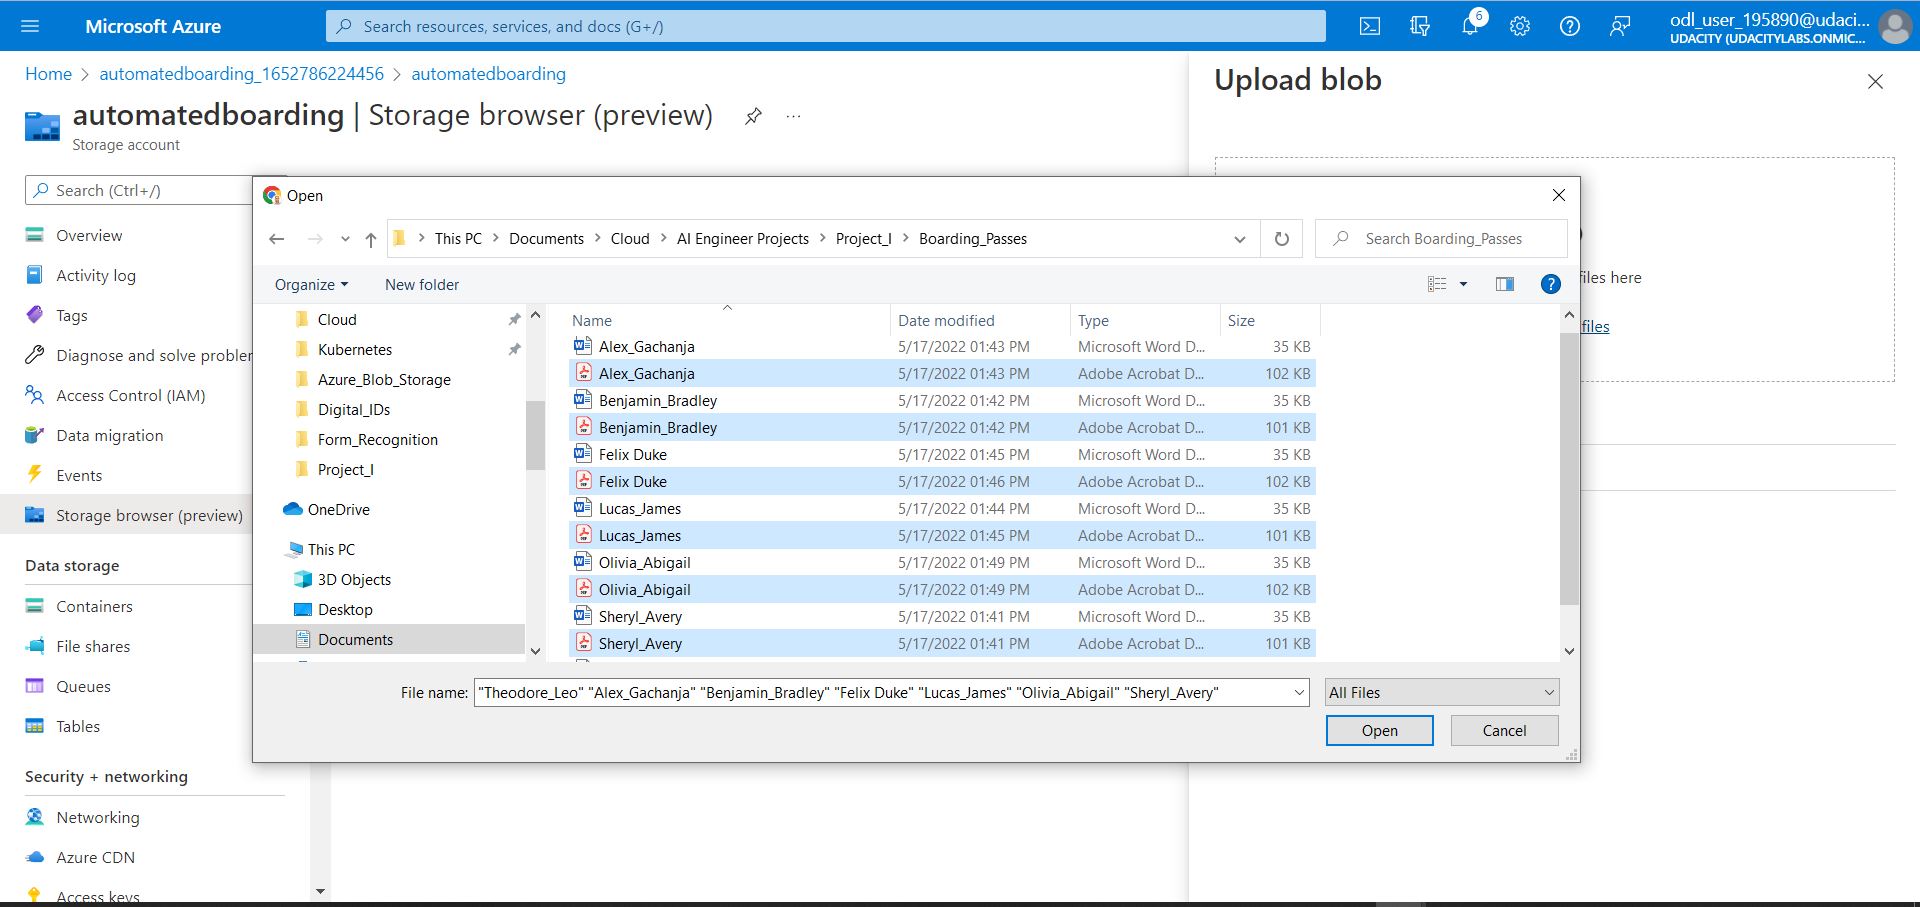 Microsoft Azure
Search resources, services, and docs (G+/)
6
odl_user_195890@udaci...
UDACITY (UDACITYLABS.ONMIC...
Home > automatedboarding_1652786224456 > automatedboarding
automatedboarding | Storage browser (preview)
...
Storage account
Upload blob
Search (Ctrl+/)
Overview
Activity log
Tags
Diagnose and solve probler
Access Control (IAM)
Data migration
Events
Storage browser (preview)
Data storage
Containers
File shares
Queues
Tables
Security + networking
Networking
Azure CDN
Access keys
files here
files
Open
This PC > Documents > Cloud > AI Engineer Projects > Project_I > Boarding_Passes
Search Boarding_Passes
Organize
New folder
Cloud
Kubernetes
Azure_Blob_Storage
Digital_IDs
Form_Recognition
Project_I
OneDrive
This PC
3D Objects
Desktop
Documents
Name Date modified Type Size
Alex_Gachanja 5/17/2022 01:43 PM Microsoft Word D... 35 KB
Alex_Gachanja 5/17/2022 01:43 PM Adobe Acrobat D... 102 KB
Benjamin_Bradley 5/17/2022 01:42 PM Microsoft Word D... 35 KB
Benjamin_Bradley 5/17/2022 01:42 PM Adobe Acrobat D... 101 KB
Felix Duke 5/17/2022 01:45 PM Microsoft Word D... 35 KB
Felix Duke 5/17/2022 01:46 PM Adobe Acrobat D... 102 KB
Lucas_James 5/17/2022 01:44 PM Microsoft Word D... 35 KB
Lucas_James 5/17/2022 01:45 PM Adobe Acrobat D... 101 KB
Olivia_Abigail 5/17/2022 01:49 PM Microsoft Word D... 35 KB
Olivia_Abigail 5/17/2022 01:49 PM Adobe Acrobat D... 102 KB
Sheryl_Avery 5/17/2022 01:41 PM Microsoft Word D... 35 KB
Sheryl_Avery 5/17/2022 01:41 PM Adobe Acrobat D... 101 KB
File name: "Theodore_Leo" "Alex_Gachanja" "Benjamin_Bradley" "Felix Duke" "Lucas_James" "Olivia_Abigail" "Sheryl_Avery"
All Files
Open
Cancel